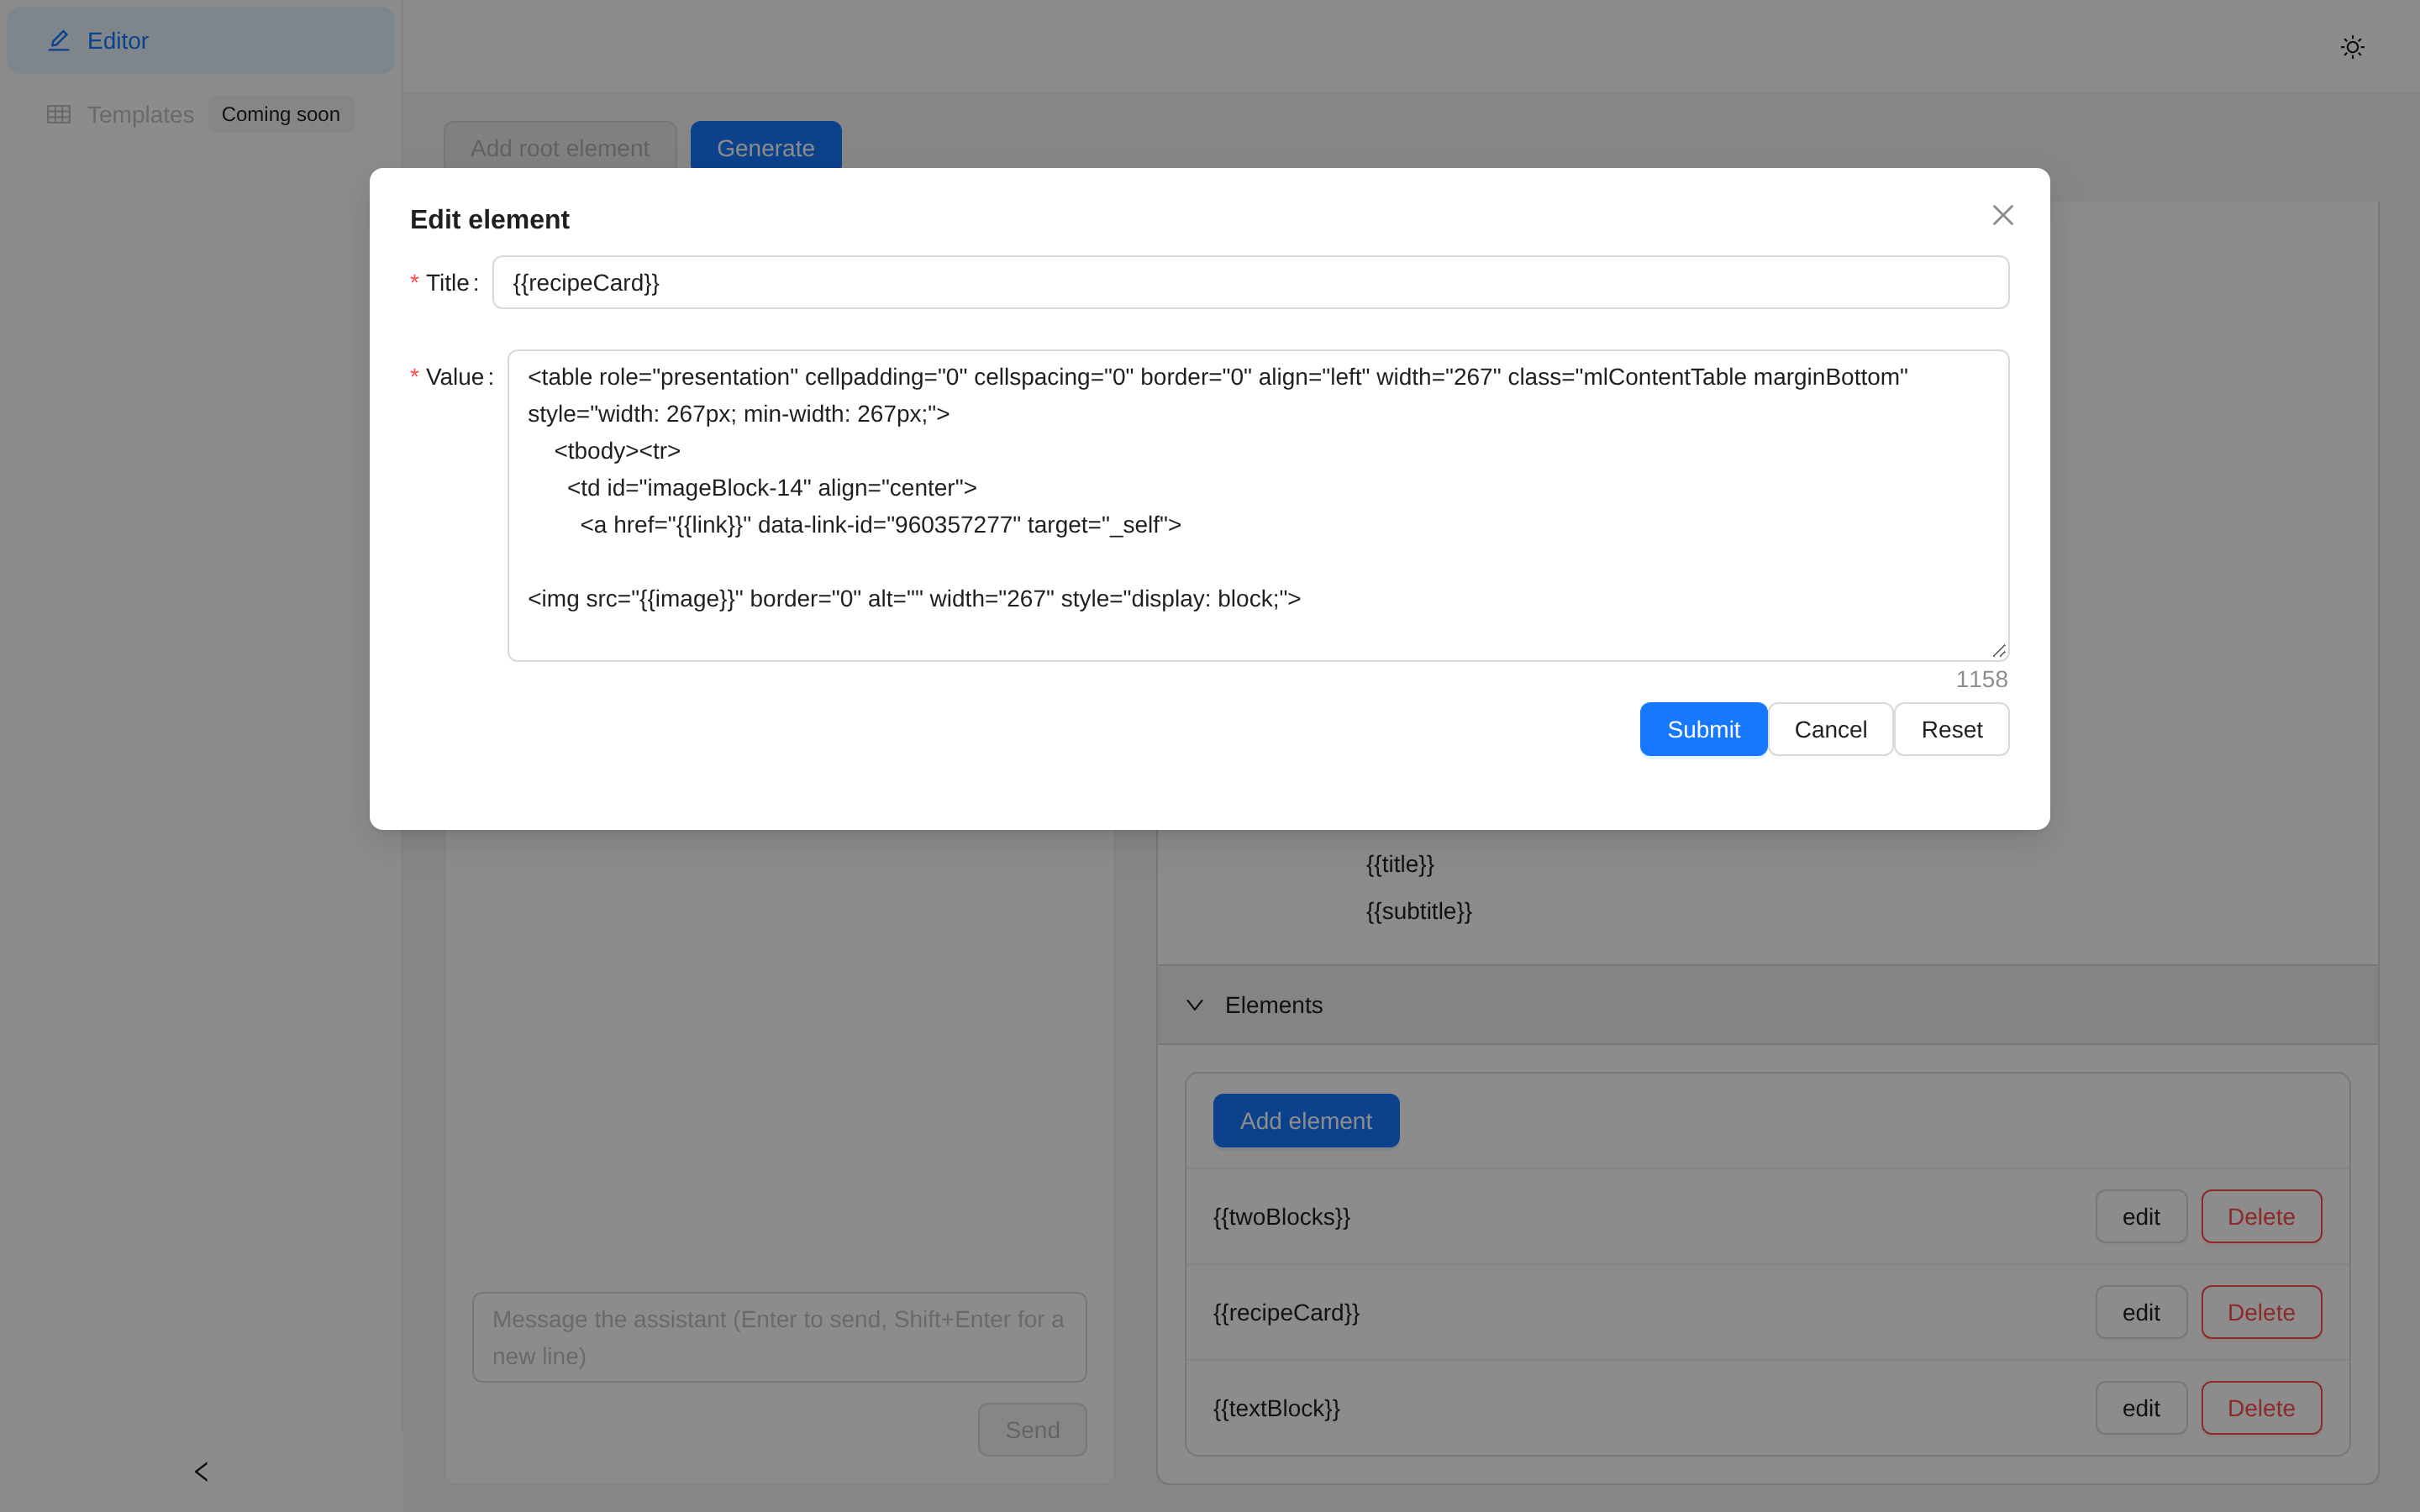 Editor
Templates Coming soon
Add root element Generate
Edit element
* Title: {{recipeCard}}
* Value: <table role="presentation" cellpadding="0" cellspacing="0" border="0" align="left" width="267" class="mlContentTable marginBottom"
style="width: 267px; min-width: 267px;">
<tbody><tr>
<td id="imageBlock-14" align="center">
<a href="{{link}}" data-link-id="960357277" target="_self">
<img src="{{image}}" border="0" alt="" width="267" style="display: block;">
1158
Submit Cancel Reset
{{title}}
{{subtitle}}
Elements
Add element
{{twoBlocks}} edit Delete
{{recipeCard}} edit Delete
{{textBlock}} edit Delete
Message the assistant (Enter to send, Shift+Enter for a
new line)
Send